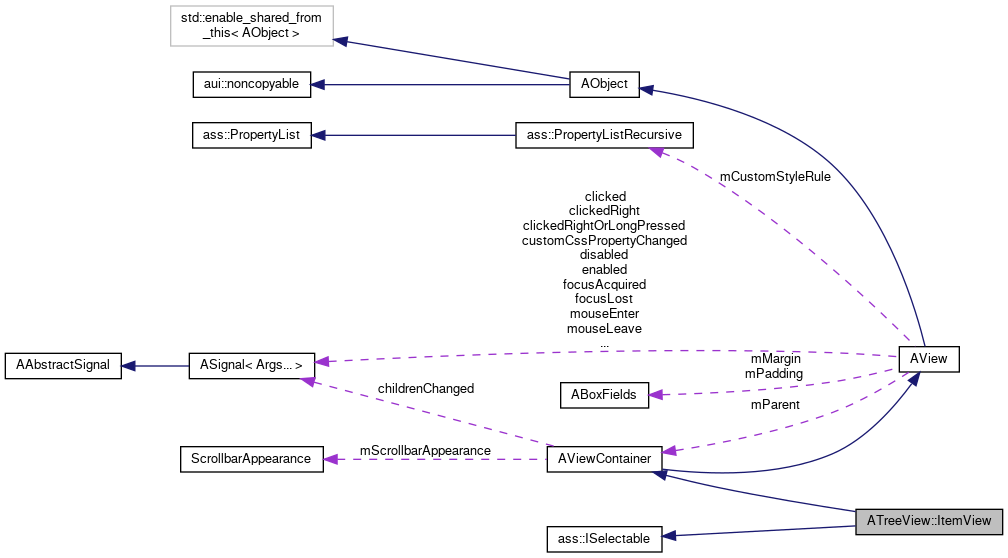 std::enable_shared_from
_this< AObject >
aui::noncopyable
AObject
ass::PropertyList
ass::PropertyListRecursive
mCustomStyleRule
clicked
clickedRight
clickedRightOrLongPressed
customCssPropertyChanged
disabled
enabled
focusAcquired
focusLost
mouseEnter
mouseLeave
...
AAbstractSignal
ASignal< Args... >
AView
mMargin
mPadding
ABoxFields
childrenChanged
mParent
ScrollbarAppearance
mScrollbarAppearance
AViewContainer
ATreeView::ItemView
ass::ISelectable